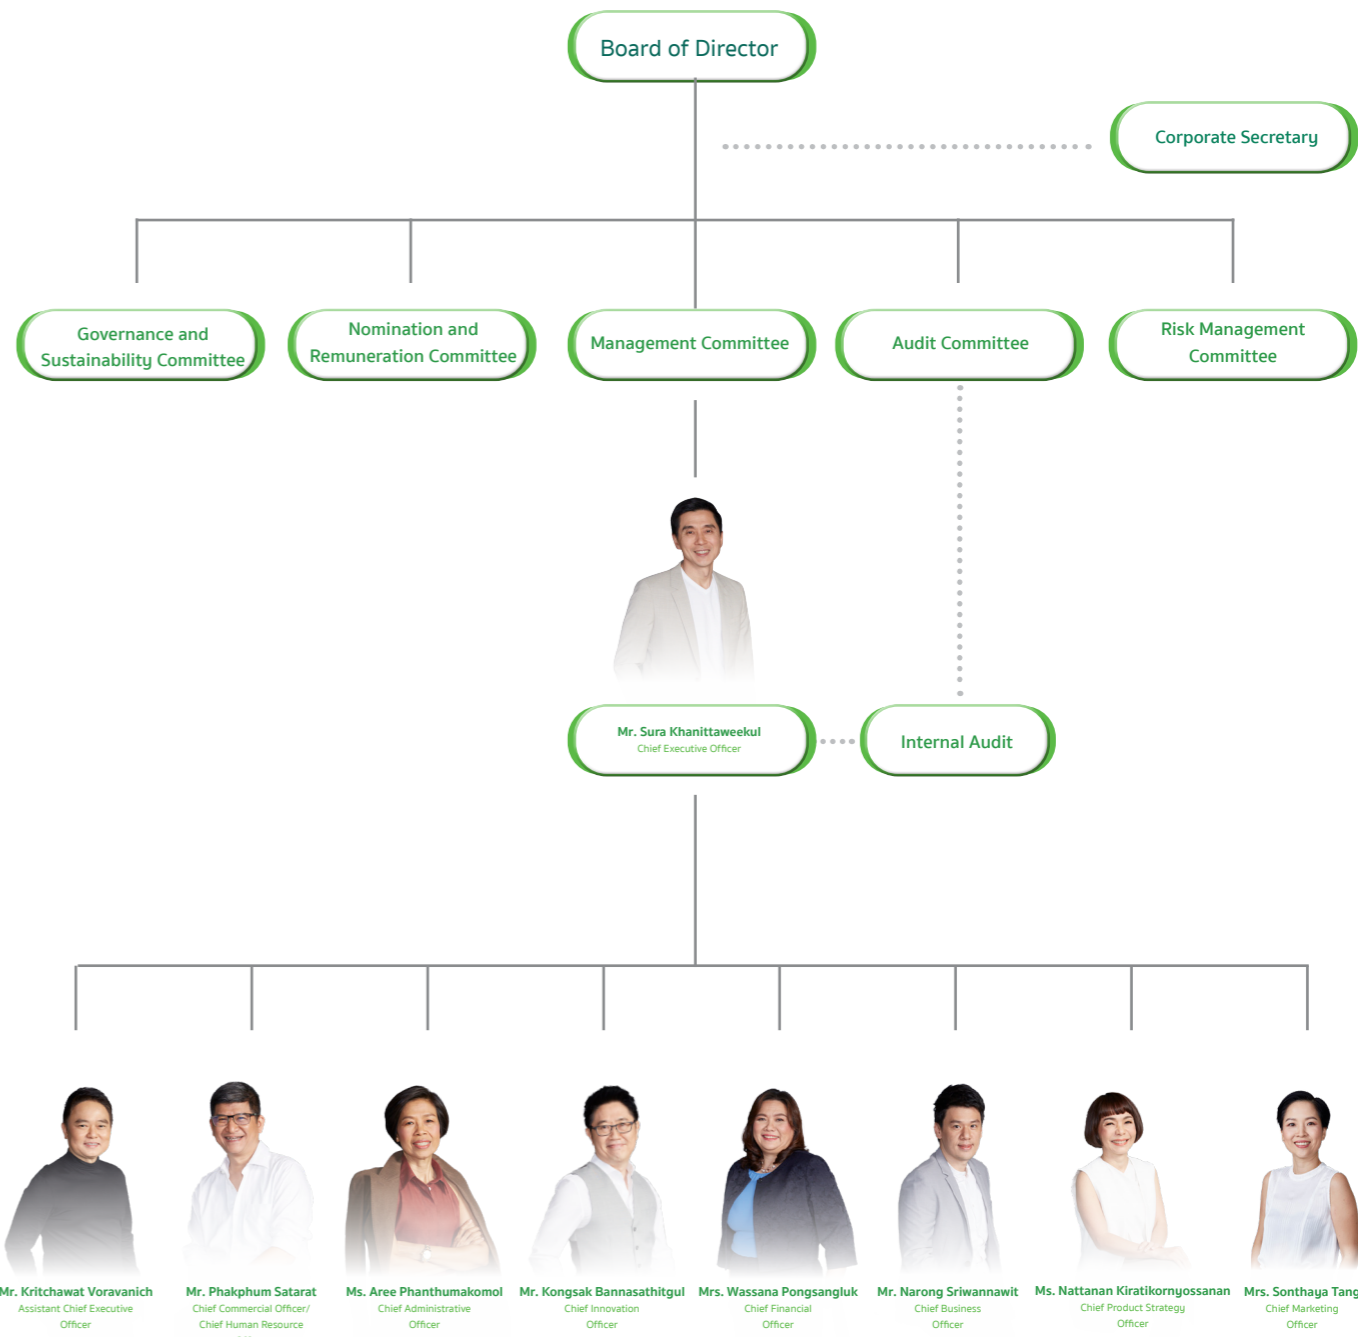 Board of Director
Corporate Secretary
Governance and
Sustainability Committee
Nomination and
Remuneration Committee
Management Committee
Audit Committee
Risk Management
Committee
Mr. Sura Khanittaweekul
Chief Executive Officer
Internal Audit
Mr. Kritchawat Voravanich
Assistant Chief Executive
Officer
Mr. Phakphum Satarat
Chief Commercial Officer/
Chief Human Resource
Ms. Aree Phanthumakomol
Chief Administrative
Officer
Mr. Kongsak Bannasathitgul
Chief Innovation
Officer
Mrs. Wassana Pongsangluk
Chief Financial
Officer
Mr. Narong Sriwannawit
Chief Business
Officer
Ms. Nattanan Kiratikornyossanan
Chief Product Strategy
Officer
Mrs. Sonthaya Tang
Chief Marketing
Officer